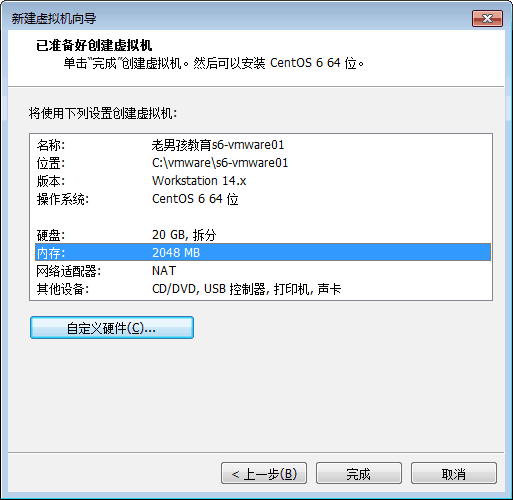 新建虚拟机向导
已准备好创建虚拟机
单击“完成”创建虚拟机。然后可以安装 CentOS 6 64 位。
将使用下列设置创建虚拟机:
名称: 老男孩教育s6-vmware01
位置: C:\vmware\s6-vmware01
版本: Workstation 14.x
操作系统: CentOS 6 64 位
硬盘: 20 GB, 拆分
内存: 2048 MB
网络适配器: NAT
其他设备: CD/DVD, USB 控制器, 打印机, 声卡
自定义硬件(C)...
< 上一步(B) 完成 取消